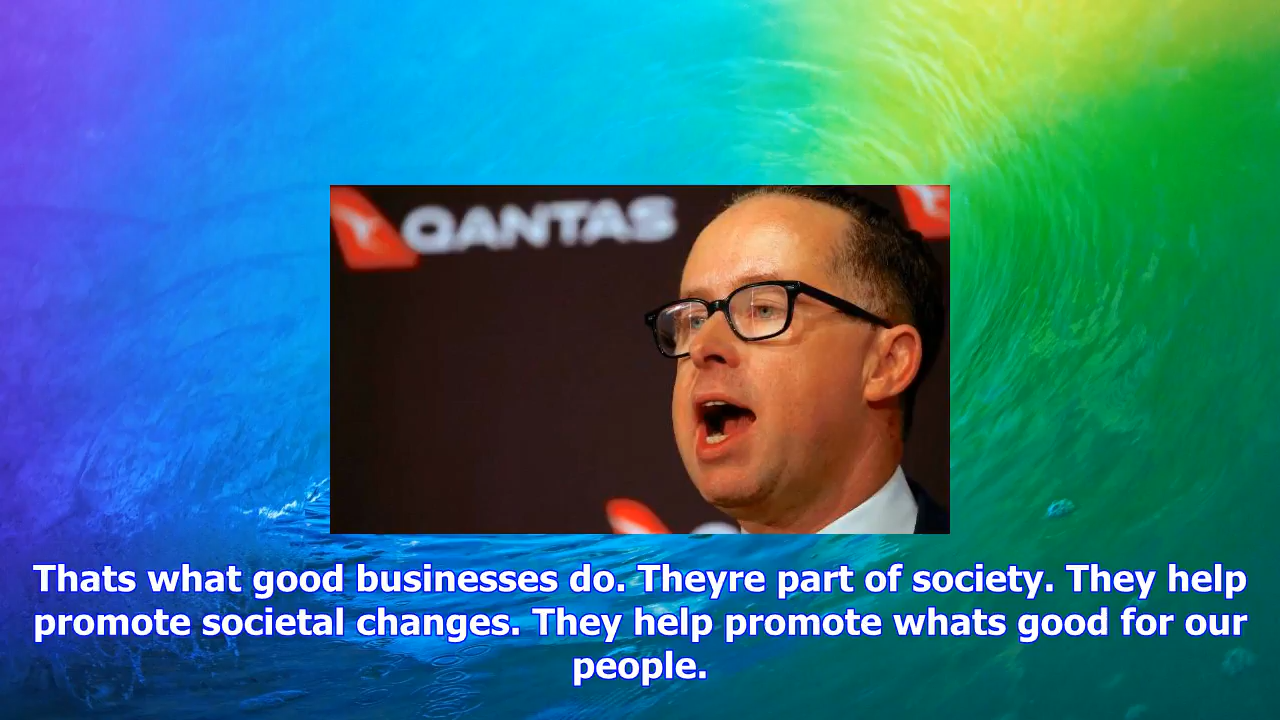 QANTAS
Thats what good businesses do. Theyre part of society. They help
promote societal changes. They help promote whats good for our
people.